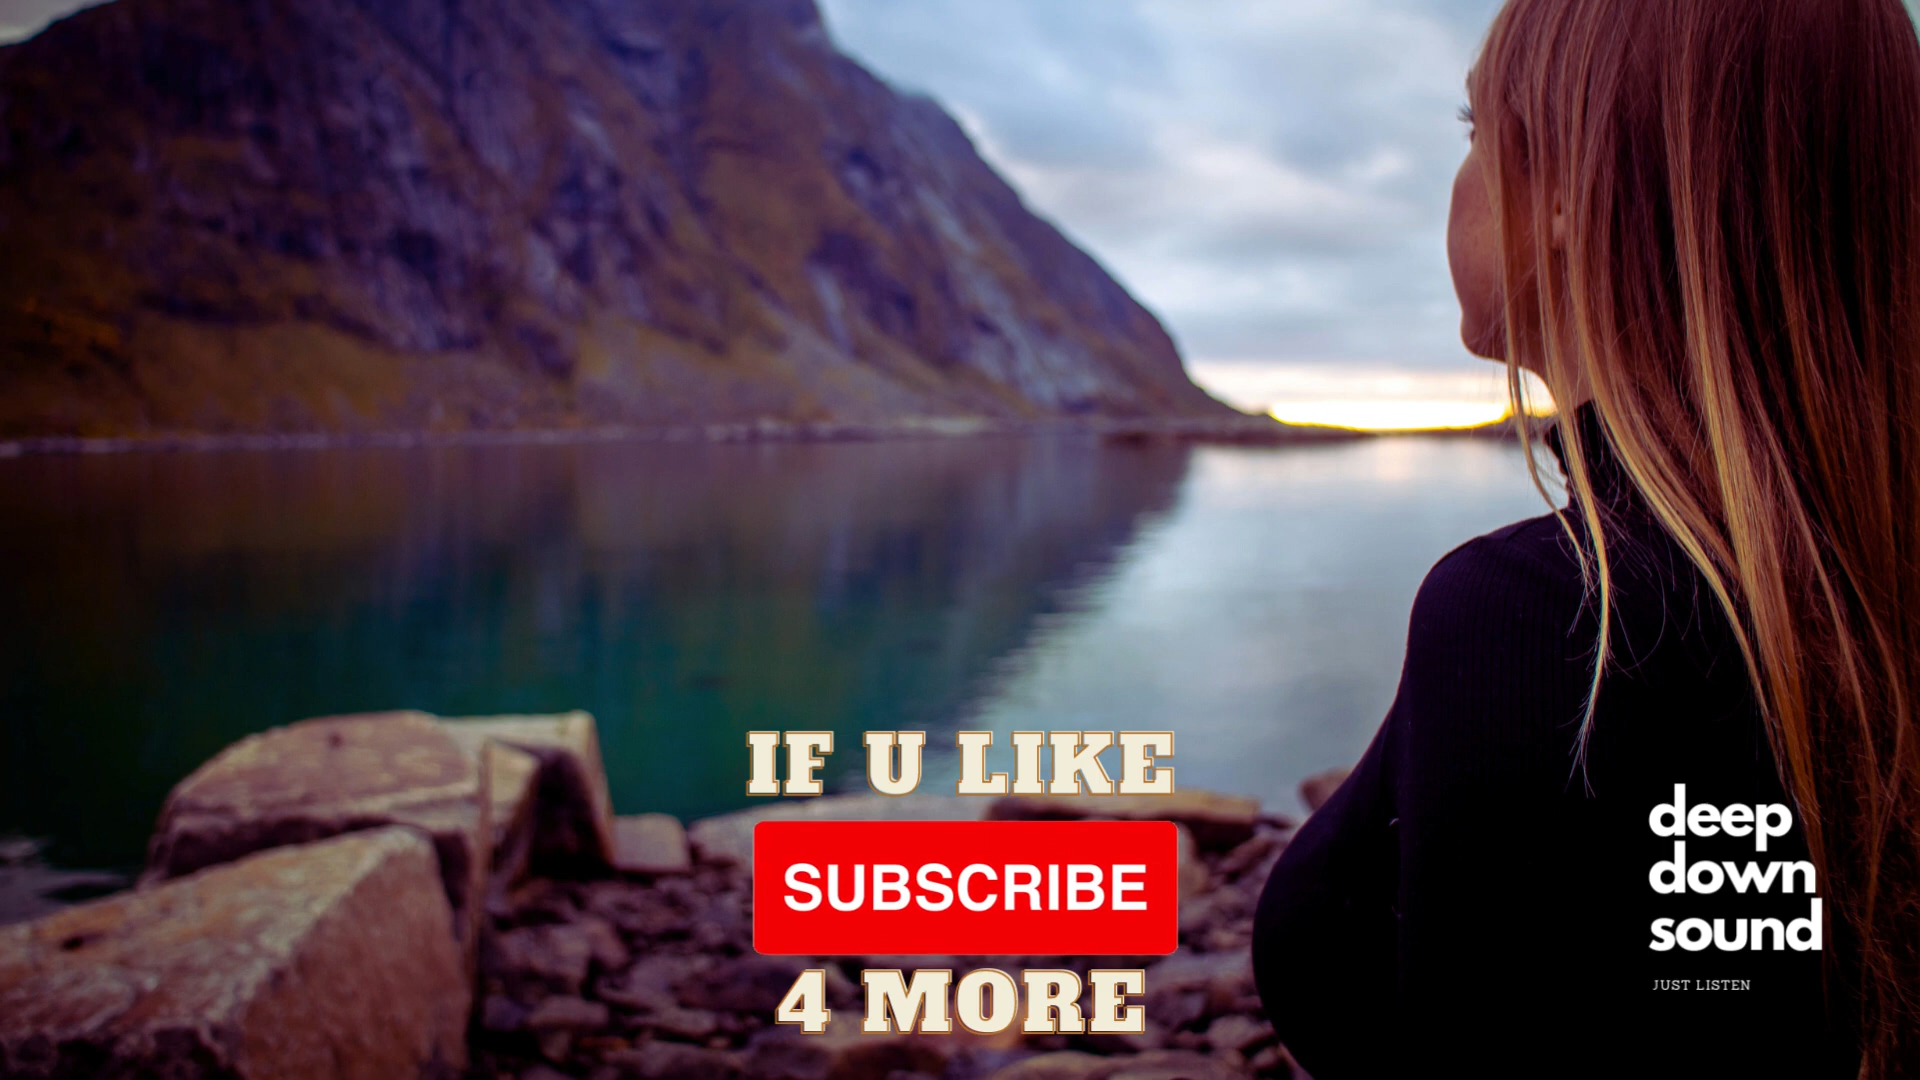 IF U LIKE
SUBSCRIBE
4 MORE
deep
down
sound
JUST LISTEN